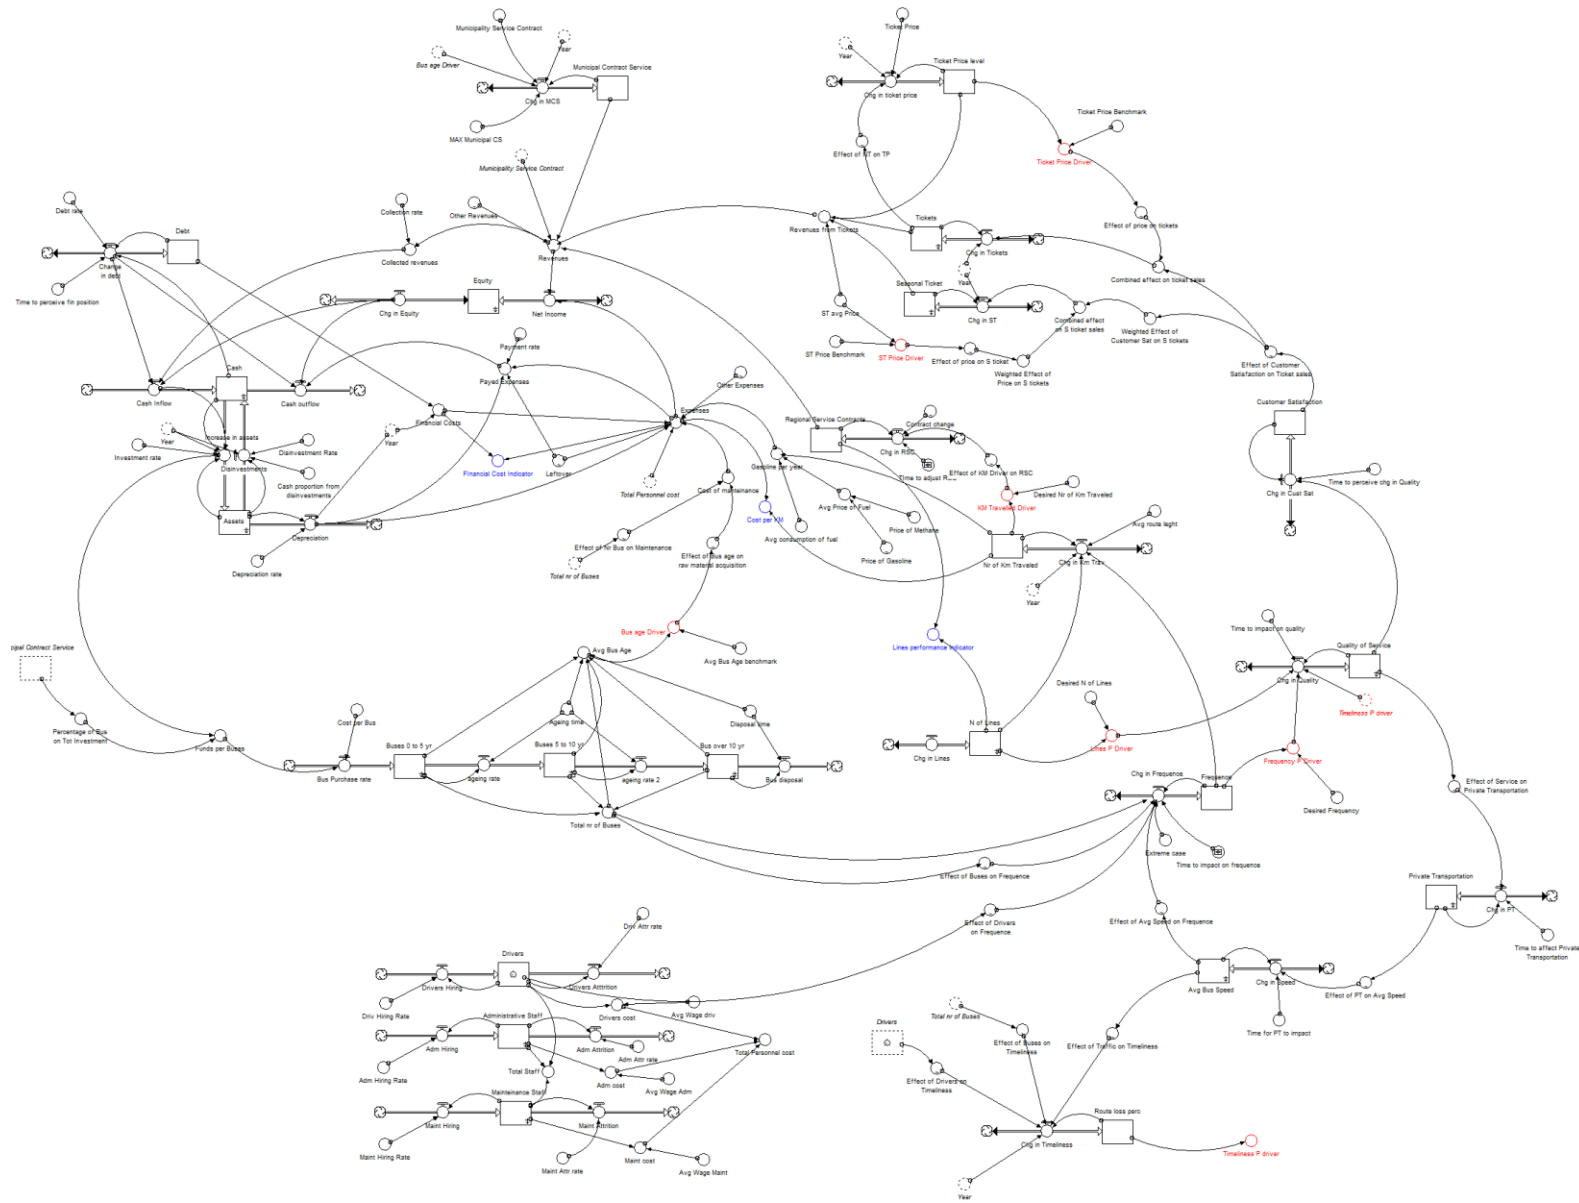 Municipality Service Contract
Year
Bus age Driver
Municipal Contract Service
Chg in MCS
MAX Municipal CS
Municipality Service Contract
Ticket Price
Year
Ticket Price level
Chg in ticket price
Ticket Price Benchmark
Effect of NT on TP
Ticket Price Driver
Debt rate
Debt
Change
in debt
Time to perceive fin position
Collection rate
Other Revenues
Collected revenues
Revenues
Revenues from Tickets
Tickets
Chg in Tickets
Effect of price on tickets
Combined effect on ticket sales
Year
Equity
Chg in Equity
Net Income
Seasonal Ticket
Year
Chg in ST
ST avg Price
Combined effect
on S ticket sales
Weighted Effect of
Customer Sat on S tickets
ST Price Benchmark
ST Price Driver
Effect of price on S ticket
Weighted Effect of
Price on S tickets
Effect of Customer
Satisfaction on Ticket sales
Payment rate
Payed Expenses
Cash
Cash Inflow
Cash outflow
Other Expenses
Expenses
Financial Costs
Year
Year
Increase in assets
Investment rate
Disinvestments
Disinvestment Rate
Cash proportion from
disinvestments
Financial Cost Indicator
Leftover
Total Personnel cost
Cost of mainteinance
Gasoline per year
Regional Service Contracts
Contract change
Chg in RSC
Effect of KM Driver on RSC
Customer Satisfaction
Chg in Cust Sat
Time to perceive chg in Quality
Desired Nr of Km Traveled
KM Travelled Driver
Avg Price of Fuel
Price of Methane
Price of Gasoline
Cost per KM
Avg consumption of fuel
Assets
Depreciation
Depreciation rate
Effect of Nr Bus on Maintenance
Total nr of Buses
Effect of Bus age on
raw material acquisition
Nr of Km Traveled
Chg in Km Trav
Avg route leght
Year
Bus age Driver
Avg Bus Age
Avg Bus Age benchmark
Lines performance indicator
Time to impact on quality
Quality of Service
Chg in Quality
Timeliness P driver
ipal Contract Service
Percentage of Bus
on Tot Investment
Funds per Buses
Cost per Bus
Bus Purchase rate
Buses 0 to 5 yr
Ageing time
ageing rate
Buses 5 to 10 yr
ageing rate 2
Bus over 10 yr
Disposal time
Bus disposal
Total nr of Buses
Desired N of Lines
N of Lines
Chg in Lines
Lines P Driver
Frequency P Driver
Desired Frequency
Chg in Frequence
Frequence
Extreme case
Time to impact on frequence
Effect of Service on
Private Transportation
Effect of Buses on Frequence
Effect of Drivers
on Frequence
Effect of Avg Speed on Frequence
Private Transportation
Chg in PT
Time to affect Private
Transportation
Avg Bus Speed
Chg in Speed
Effect of PT on Avg Speed
Time for PT to impact
Driv Attr rate
Drivers
Drivers Hiring
Drivers Atttrition
Driv Hiring Rate
Drivers cost
Avg Wage driv
Administrative Staff
Adm Hiring
Adm Attrition
Adm Attr rate
Total Personnel cost
Adm Hiring Rate
Total Staff
Adm cost
Avg Wage Adm
Mainteinance Staff
Maint Hiring
Maint Attrition
Maint Hiring Rate
Maint Attr rate
Maint cost
Avg Wage Maint
Drivers
Total nr of Buses
Effect of Buses on
Timeliness
Effect of Traffic on Timeliness
Effect of Drivers on
Timeliness
Route loss perc
Chg in Timeliness
Timeliness P driver
Year